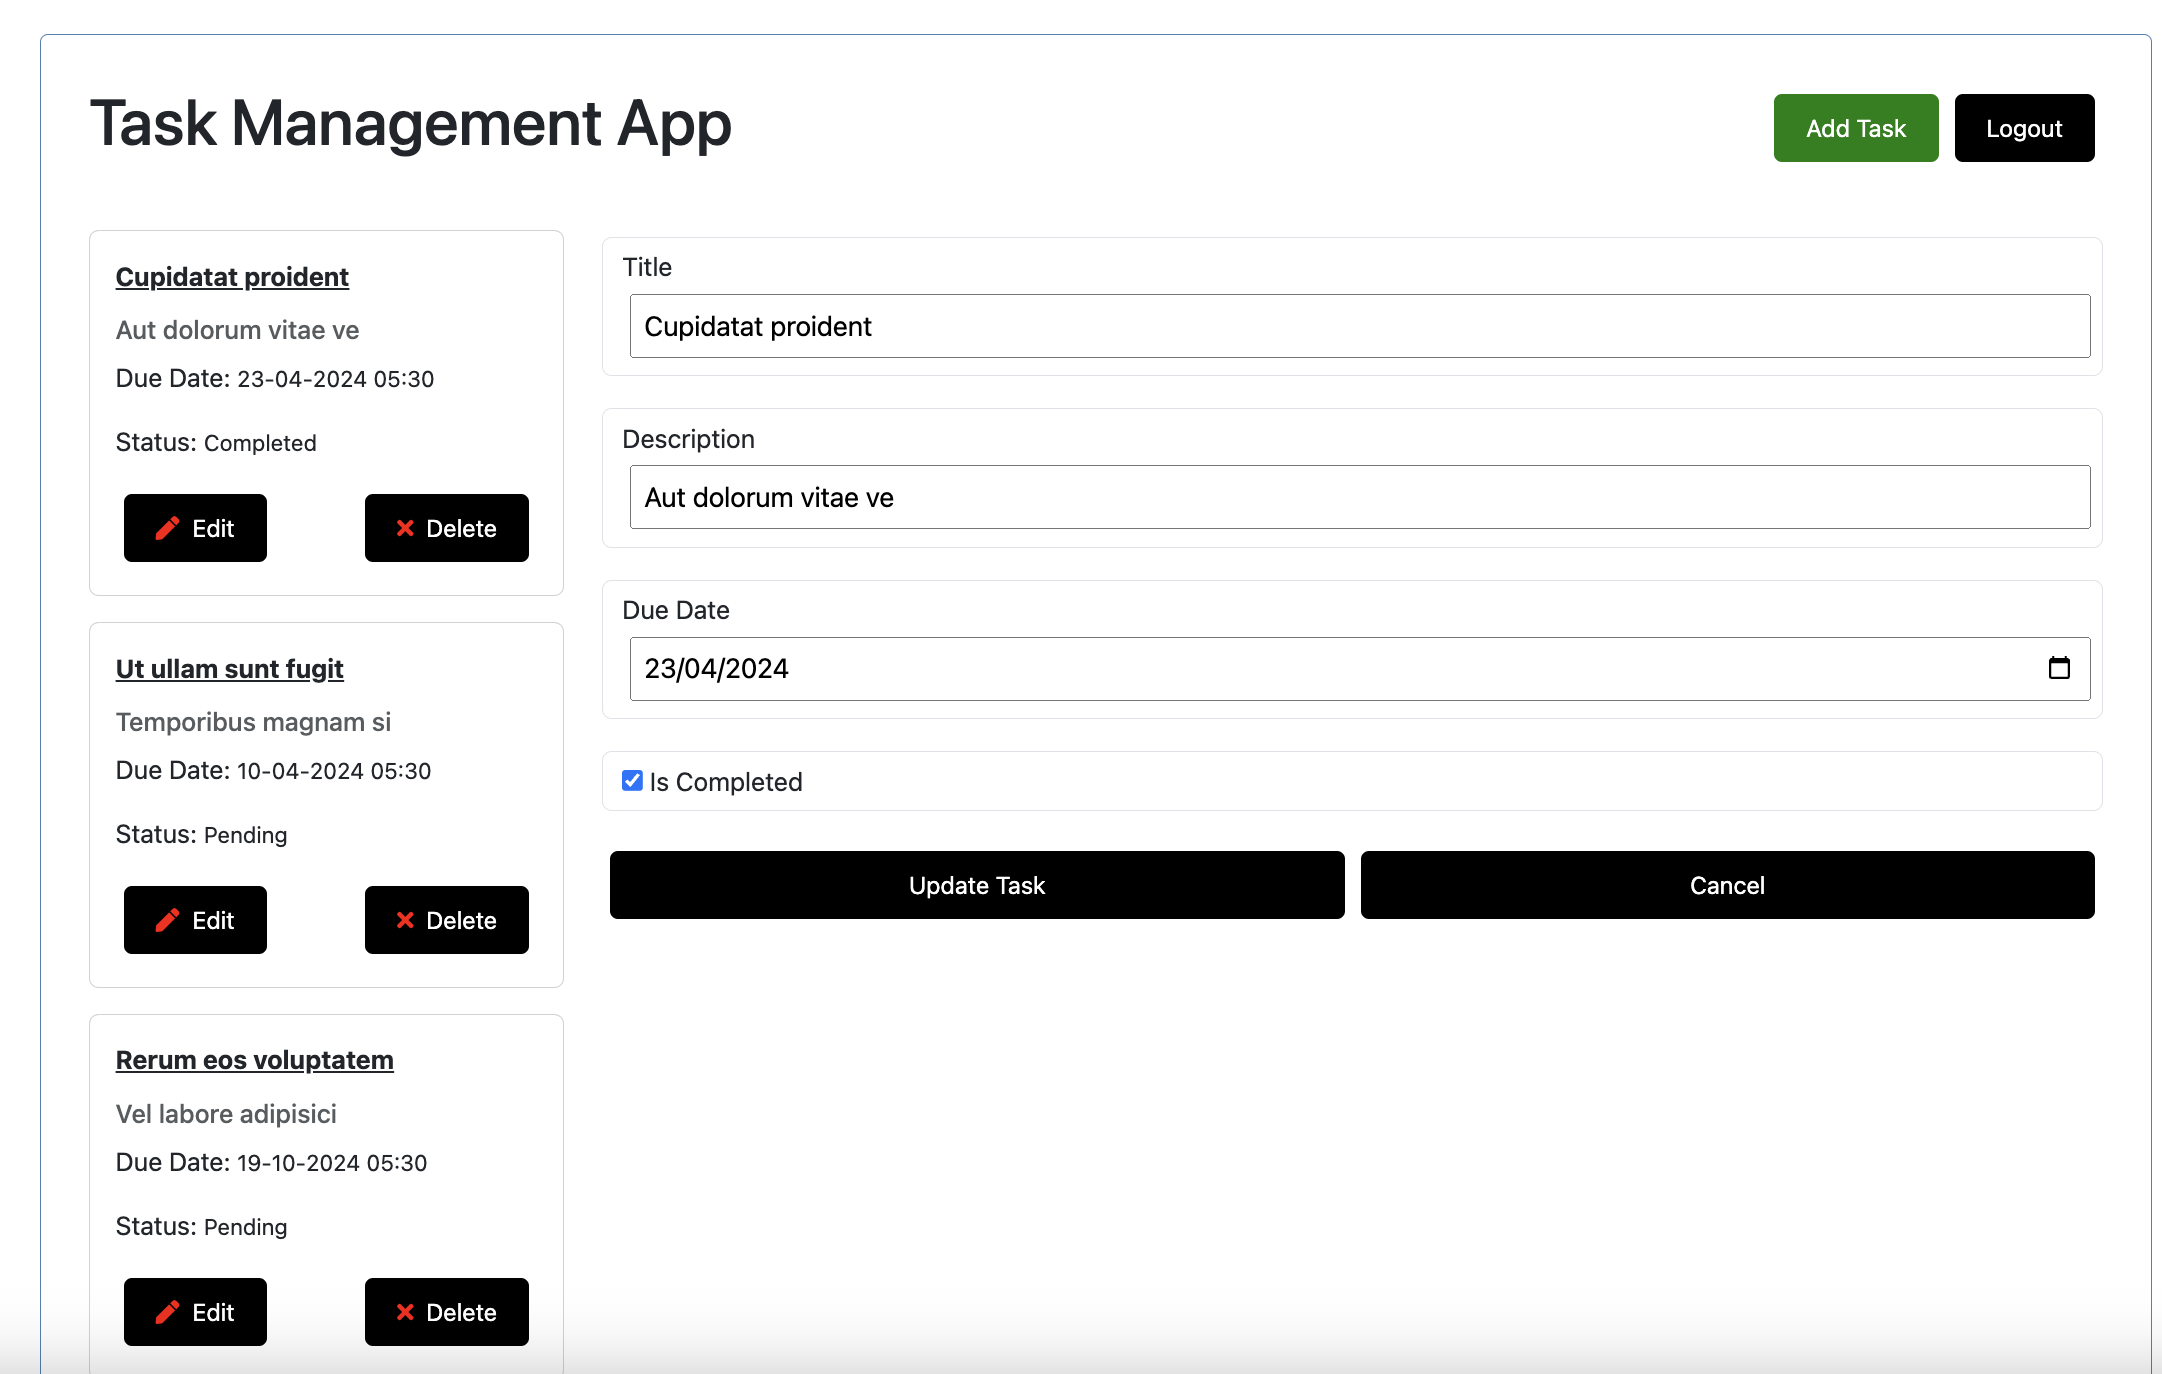 Task Management App
Add Task
Logout
Cupidatat proident
Aut dolorum vitae ve
Due Date: 23-04-2024 05:30
Status: Completed
Edit
Delete
Ut ullam sunt fugit
Temporibus magnam si
Due Date: 10-04-2024 05:30
Status: Pending
Edit
Delete
Rerum eos voluptatem
Vel labore adipisici
Due Date: 19-10-2024 05:30
Status: Pending
Edit
Delete
Title
Cupidatat proident
Description
Aut dolorum vitae ve
Due Date
23/04/2024
Is Completed
Update Task
Cancel